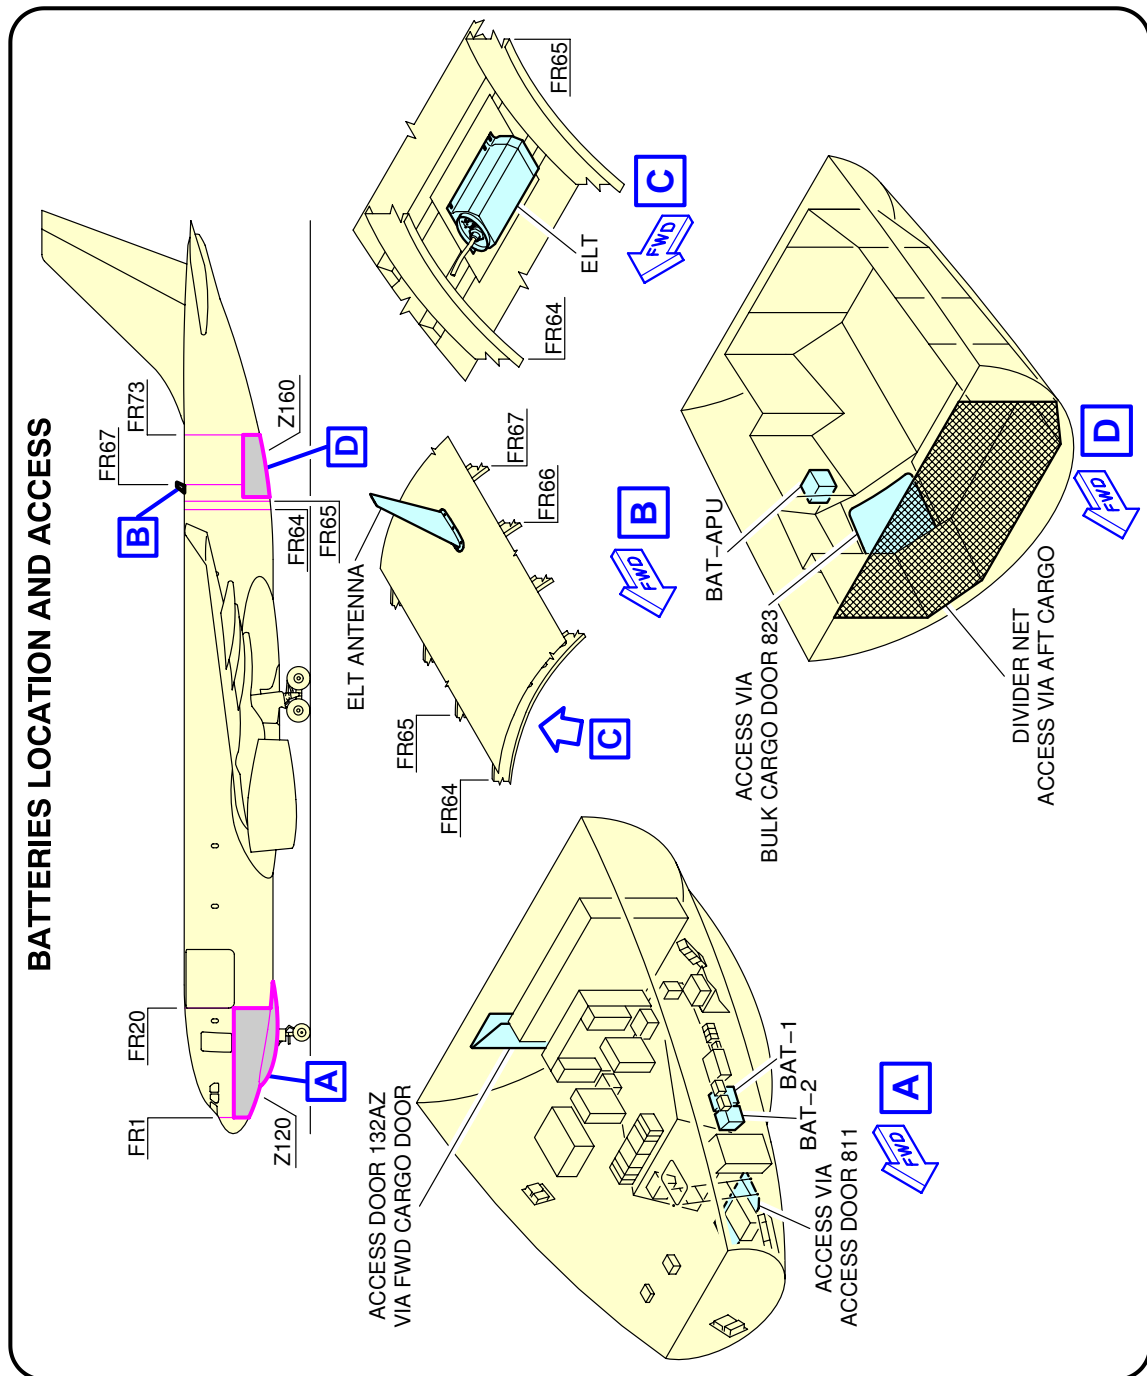 BATTERIES LOCATION AND ACCESS
FR1
FR20
FR67
FR73
B
Z120
A
FR64
FR65
D
Z160
FR64
FR65
ELT ANTENNA
FR66
FR67
C
FWD
B
FR64
FR65
ELT
FWD
C
ACCESS DOOR 132AZ
VIA FWD CARGO DOOR
BAT-1
BAT-2
ACCESS VIA
ACCESS DOOR 811
FWD
A
BAT-APU
ACCESS VIA
BULK CARGO DOOR 823
DIVIDER NET
ACCESS VIA AFT CARGO
FWD
D